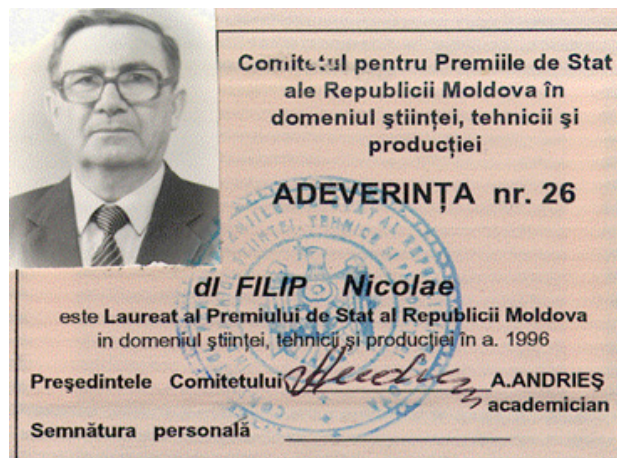 Comitetul pentru Premiile de Stat
ale Republicii Moldova în
domeniul ştiinţei, tehnicii şi
producţiei
ADEVERINŢA nr. 26
dl FILIP Nicolae
este Laureat al Premiului de Stat al Republicii Moldova
in domeniul ştiinţei, tehnicii şi producţiei în a. 1996
Preşedintele Comitetului A.ANDRIEŞ
academician
Semnătura personală